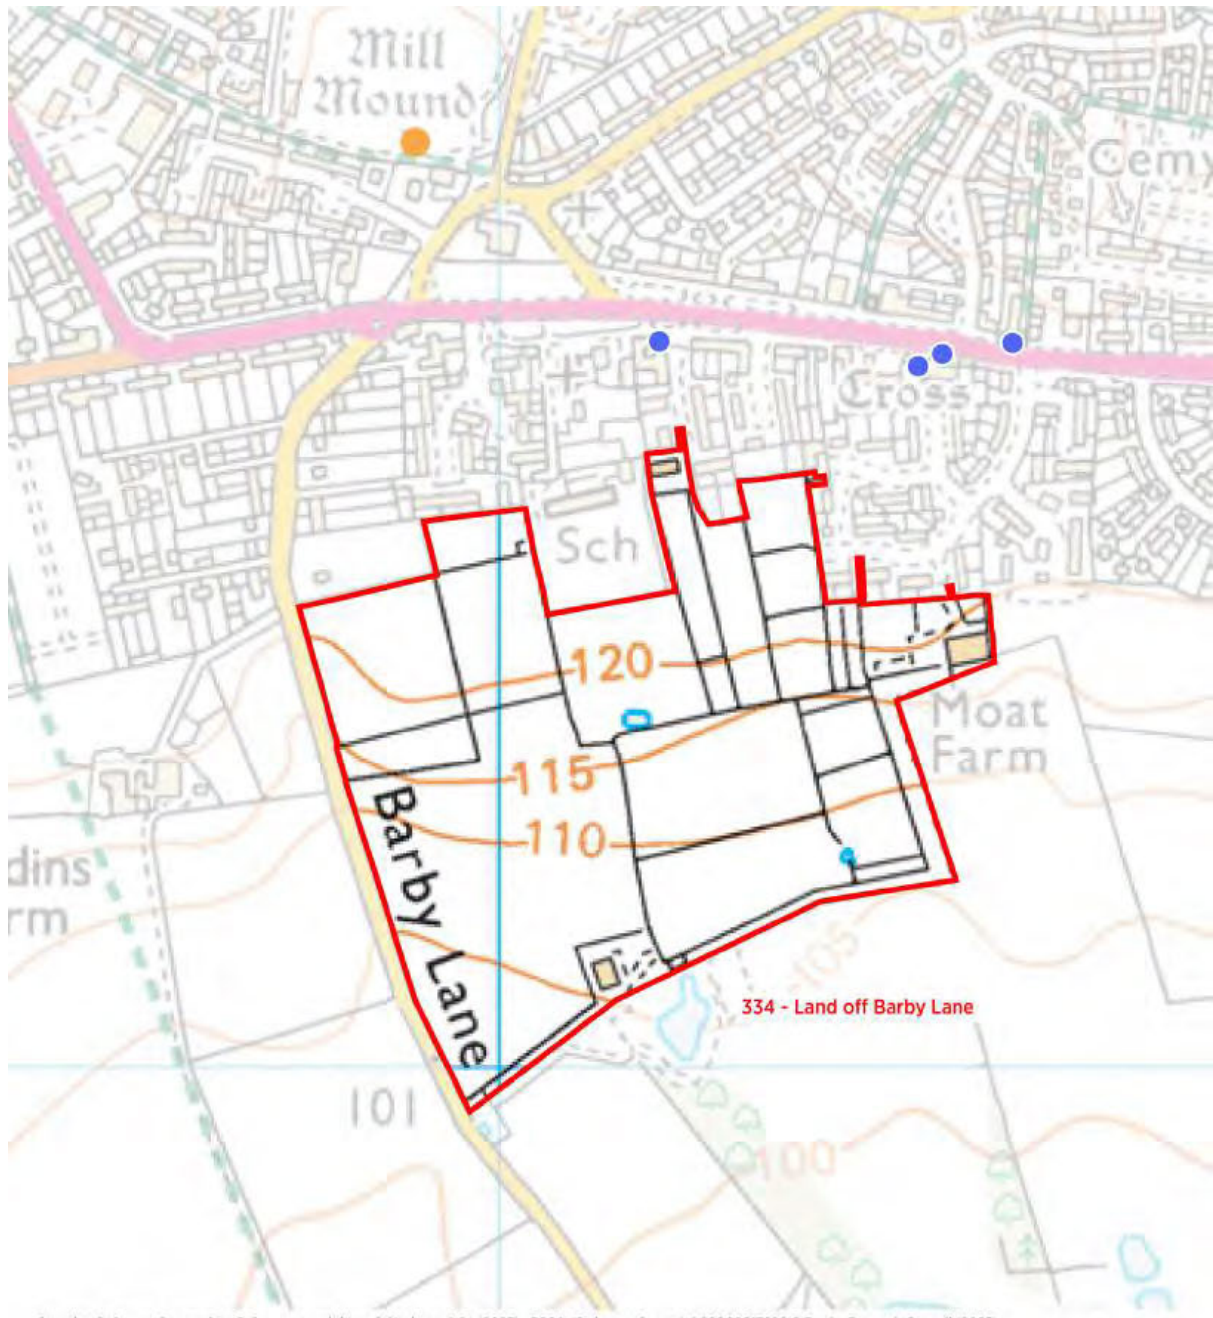 Mill
Mound
Cemy
Cross
Sch
120
Moat
Farm
115
110
Barby Lane
dins
rm
105
334 - Land off Barby Lane
101
100